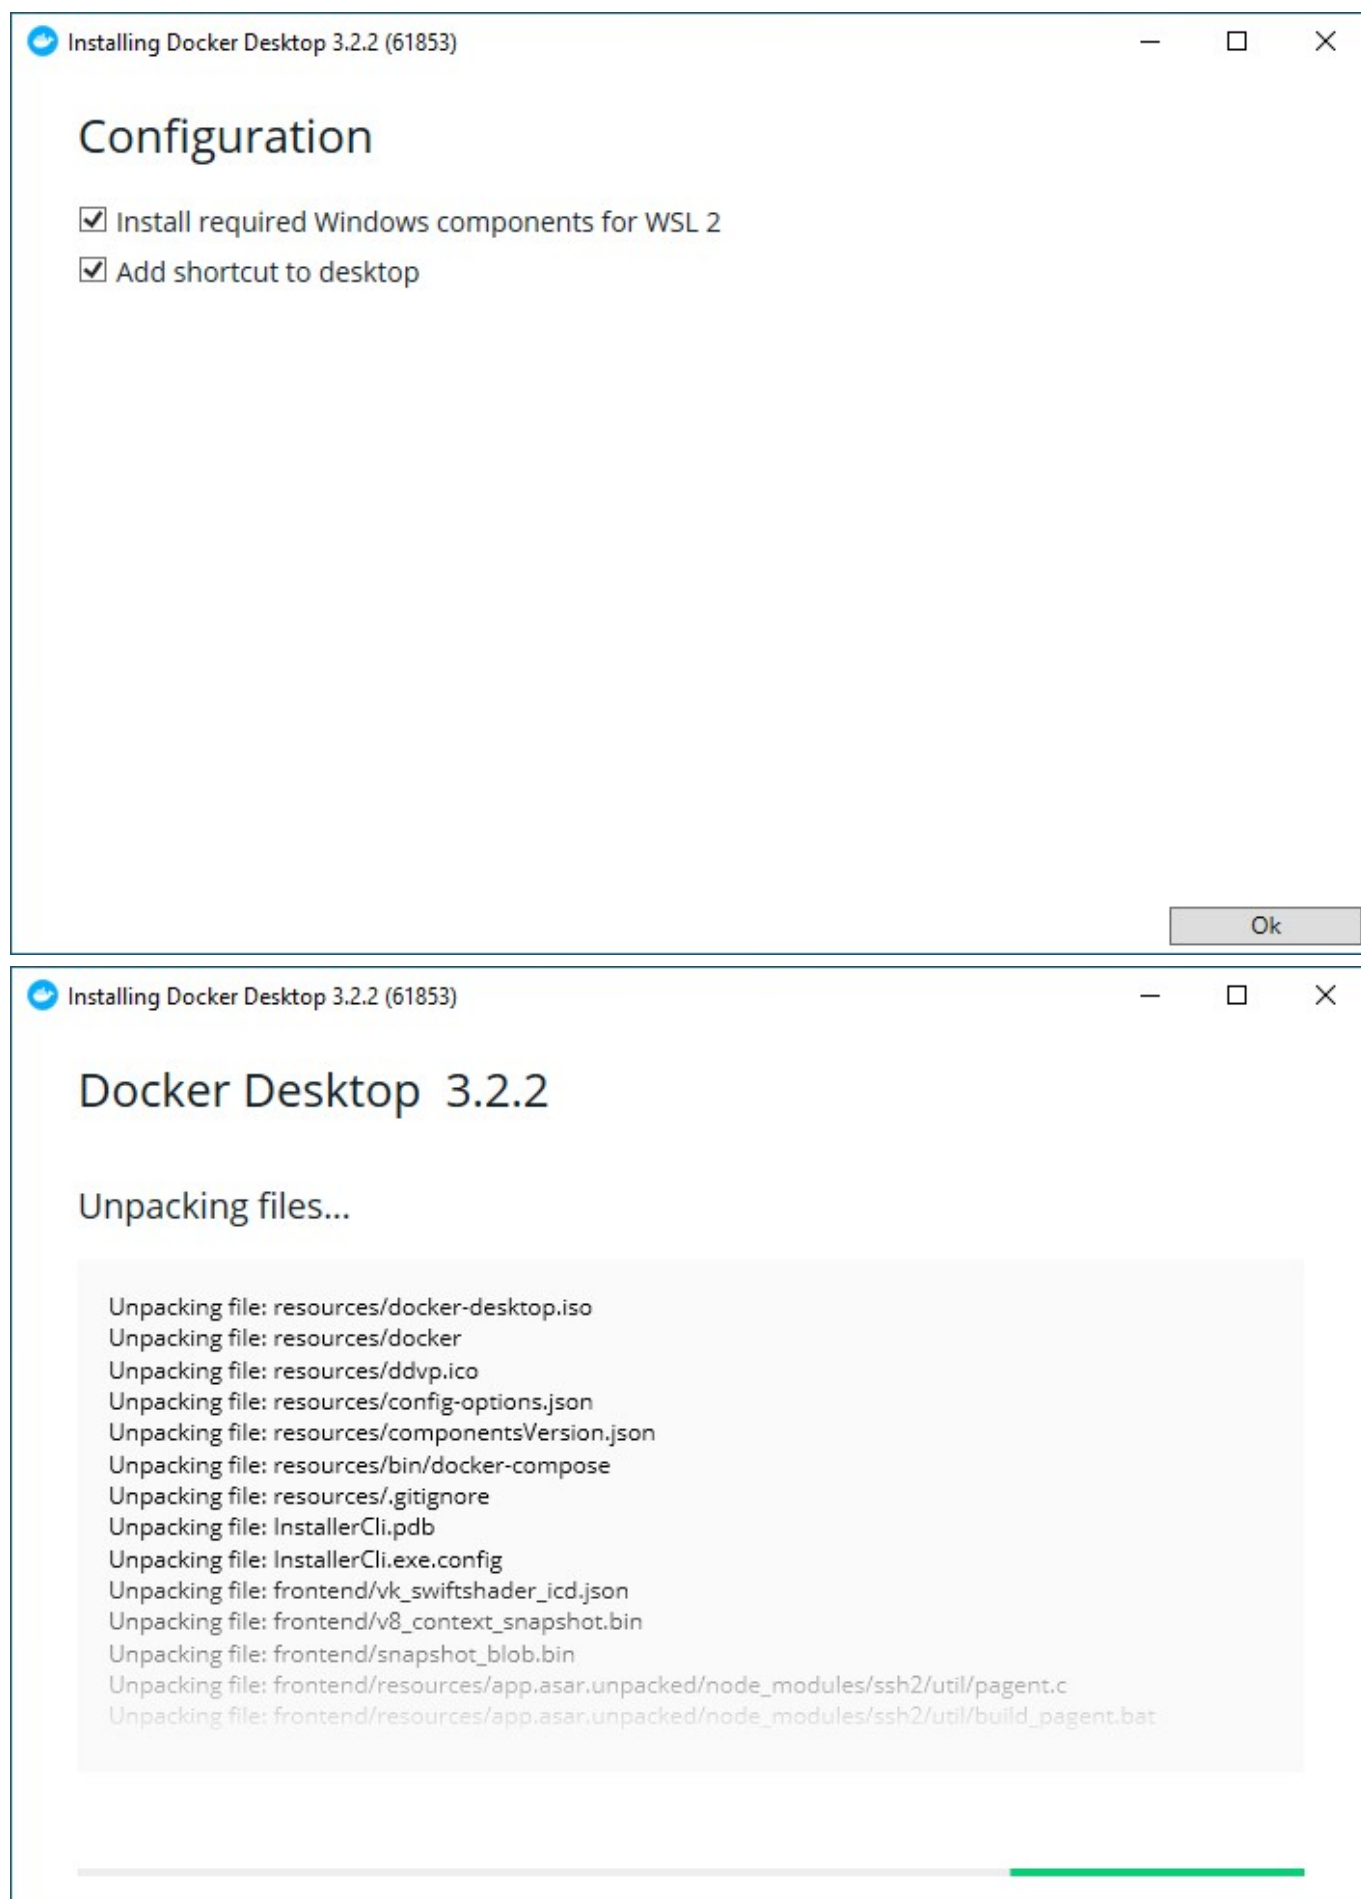 Installing Docker Desktop 3.2.2 (61853)
Configuration
Install required Windows components for WSL 2
Add shortcut to desktop
Ok
Installing Docker Desktop 3.2.2 (61853)
Docker Desktop 3.2.2
Unpacking files...
Unpacking file: resources/docker-desktop.iso
Unpacking file: resources/docker
Unpacking file: resources/ddvp.ico
Unpacking file: resources/config-options.json
Unpacking file: resources/componentsVersion.json
Unpacking file: resources/bin/docker-compose
Unpacking file: resources/.gitignore
Unpacking file: InstallerCli.pdb
Unpacking file: InstallerCli.exe.config
Unpacking file: frontend/vk_swiftshader_icd.json
Unpacking file: frontend/v8_context_snapshot.bin
Unpacking file: frontend/snapshot_blob.bin
Unpacking file: frontend/resources/app.asar.unpacked/node_modules/ssh2/util/pagent.c
Unpacking file: frontend/resources/app.asar.unpacked/node_modules/ssh2/util/build_pagent.bat